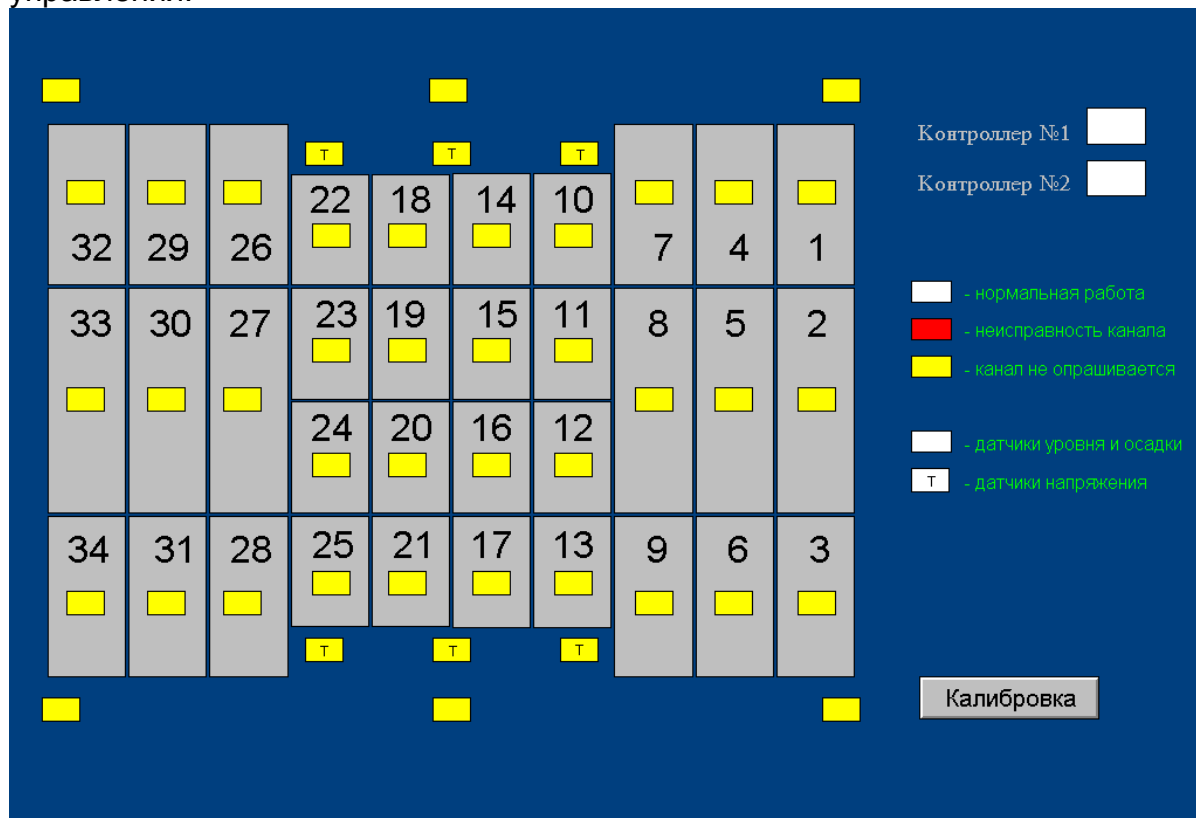 управления.
Контроллер №1
Контроллер №2
Т Т Т
22 18 14 10
32 29 26 7 4 1
- нормальная работа
33 30 27 23 19 15 11 8 5 2
- неисправность канала
- канал не опрашивается
24 20 16 12
- датчики уровня и осадки
Т - датчики напряжения
34 31 28 25 21 17 13 9 6 3
Т Т Т
Калибровка